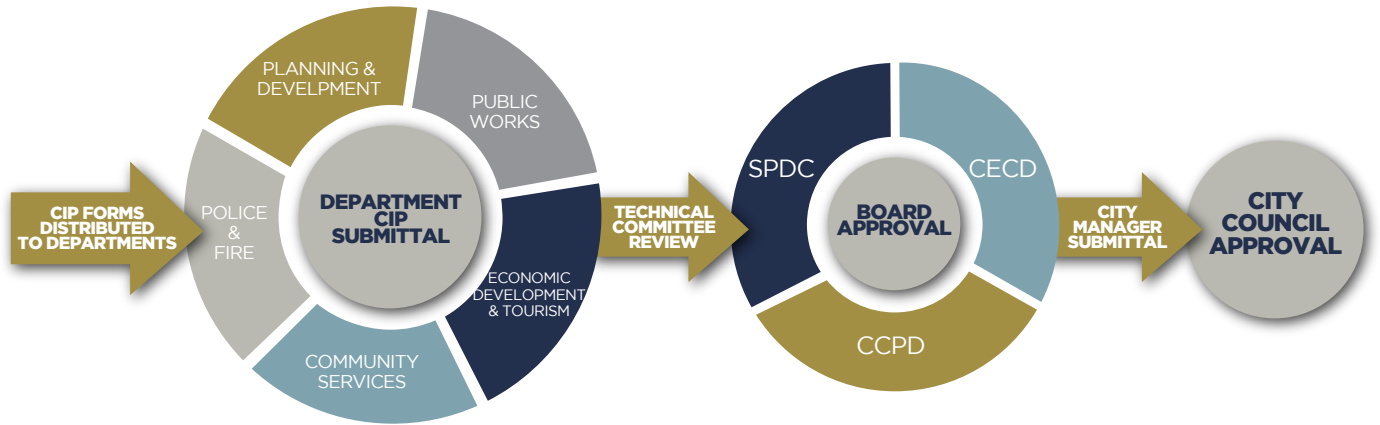 CIP FORMS
DISTRIBUTED
TO DEPARTMENTS
PLANNING &
DEVELPMENT
PUBLIC
WORKS
POLICE
&
FIRE
DEPARTMENT
CIP
SUBMITTAL
ECONOMIC
DEVELOPMENT
& TOURISM
COMMUNITY
SERVICES
TECHNICAL
COMMITTEE
REVIEW
SPDC
CECD
BOARD
APPROVAL
CCPD
CITY
MANAGER
SUBMITTAL
CITY
COUNCIL
APPROVAL